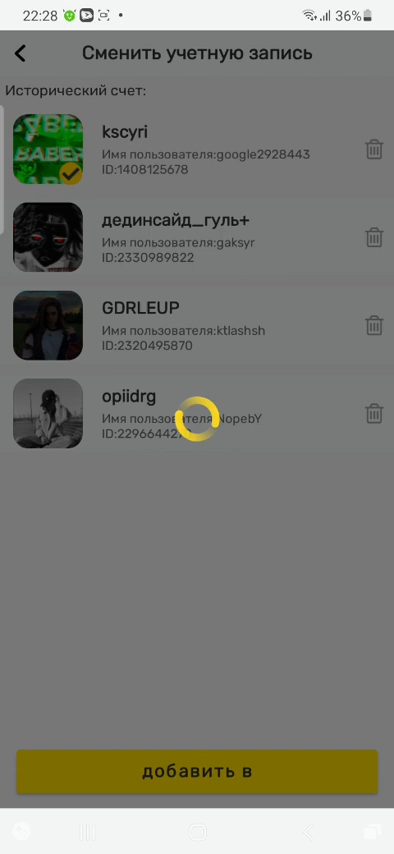 22:28
36%
Сменить учетную запись
Исторический счет:
kscyri
Имя пользователя:google2928443
ID:1408125678
дединсайд_гуль+
Имя пользователя:gaksyr
ID:2330989822
GDRLEUP
Имя пользователя:ktlashsh
ID:2320495870
opiidrg
Имя пользователя:NopebY
добавить в